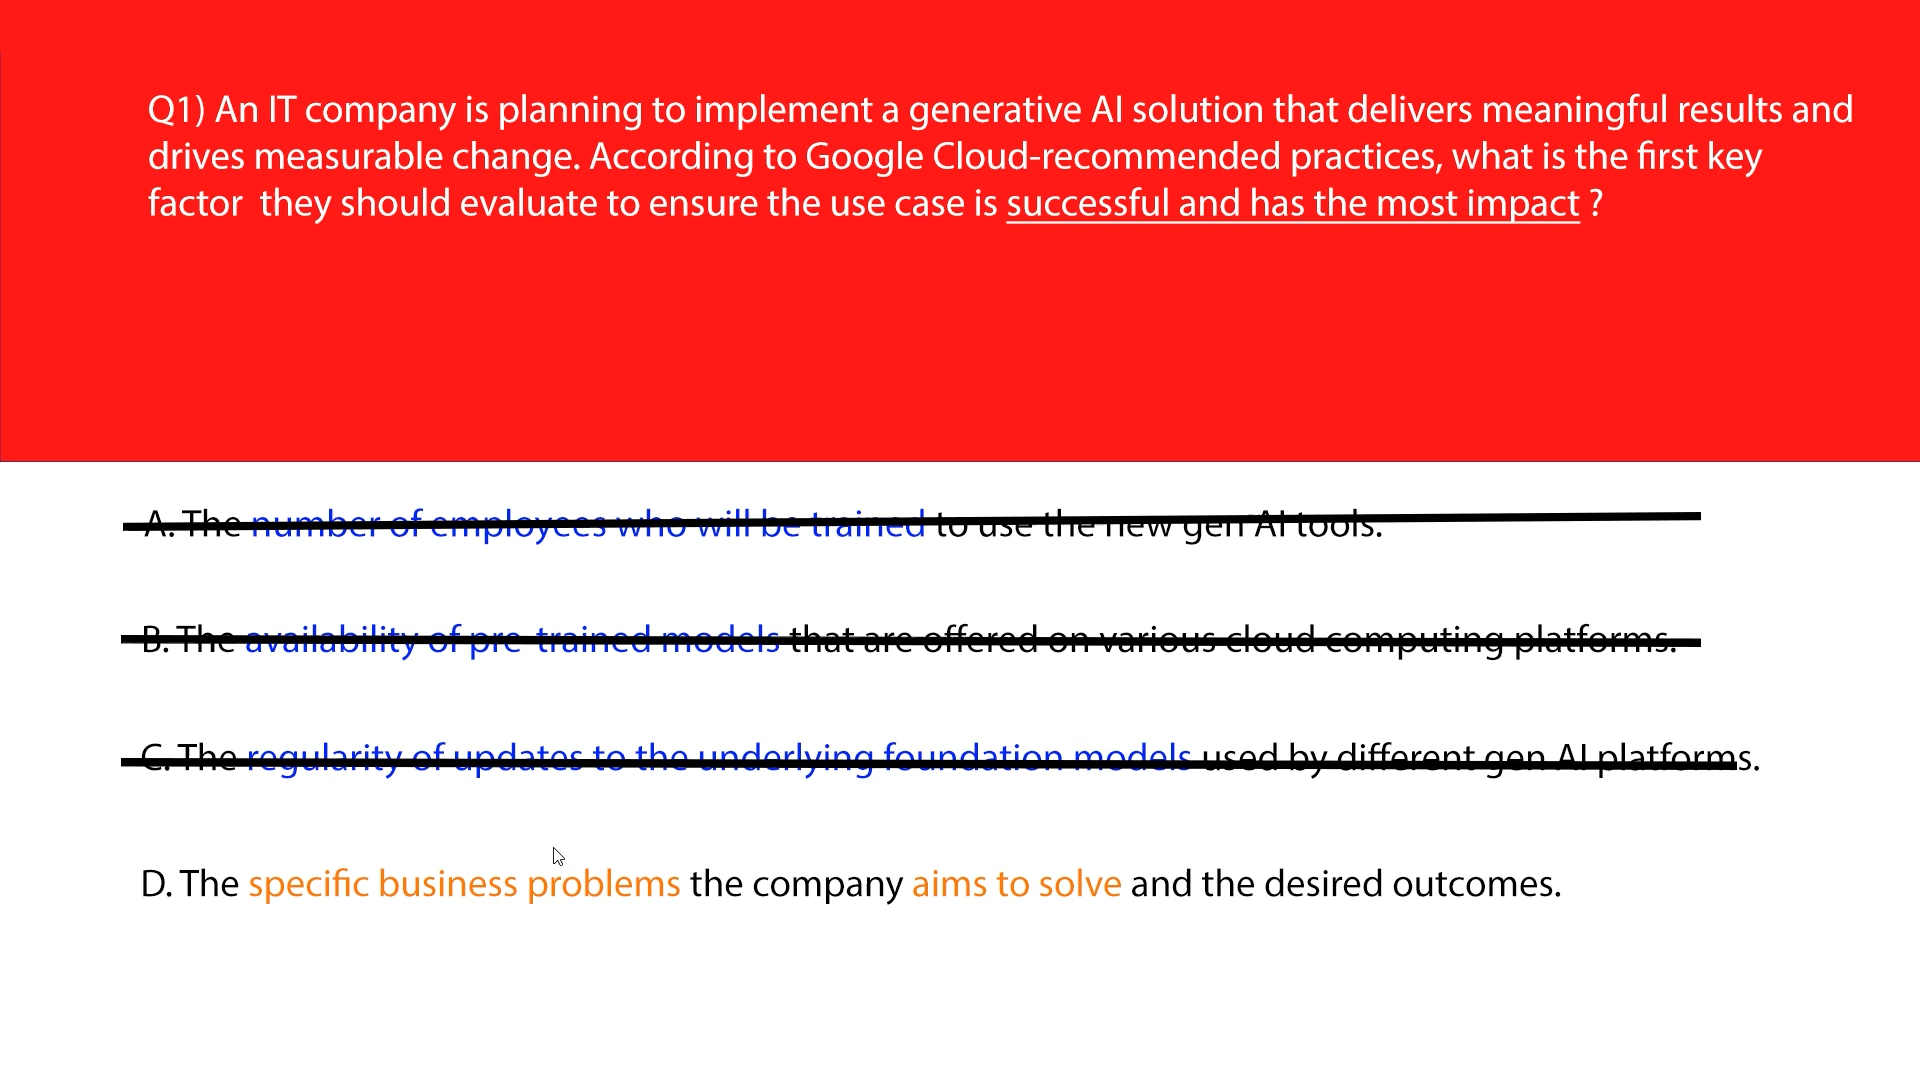 Q1) An IT company is planning to implement a generative AI solution that delivers meaningful results and
drives measurable change. According to Google Cloud-recommended practices, what is the first key
factor  they should evaluate to ensure the use case is successful and has the most impact ?
A. The number of employees who will be trained to use the new gen AI tools.
B. The availability of pre-trained models that are offered on various cloud computing platforms.
C. The regularity of updates to the underlying foundation models used by different gen AI platforms.
D. The specific business problems the company aims to solve and the desired outcomes.